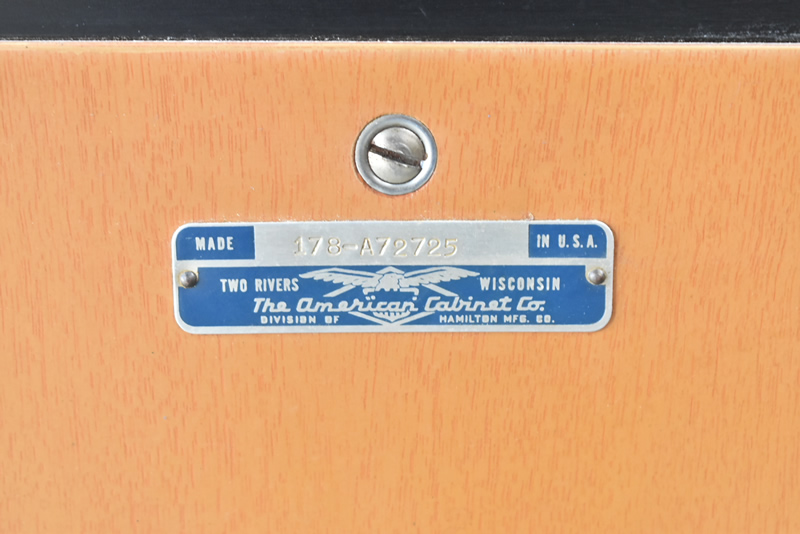 MADE 178-A72725 IN U.S.A.
TWO RIVERS WISCONSIN
The American Cabinet Co.
DIVISION OF HAMILTON MFG. CO.